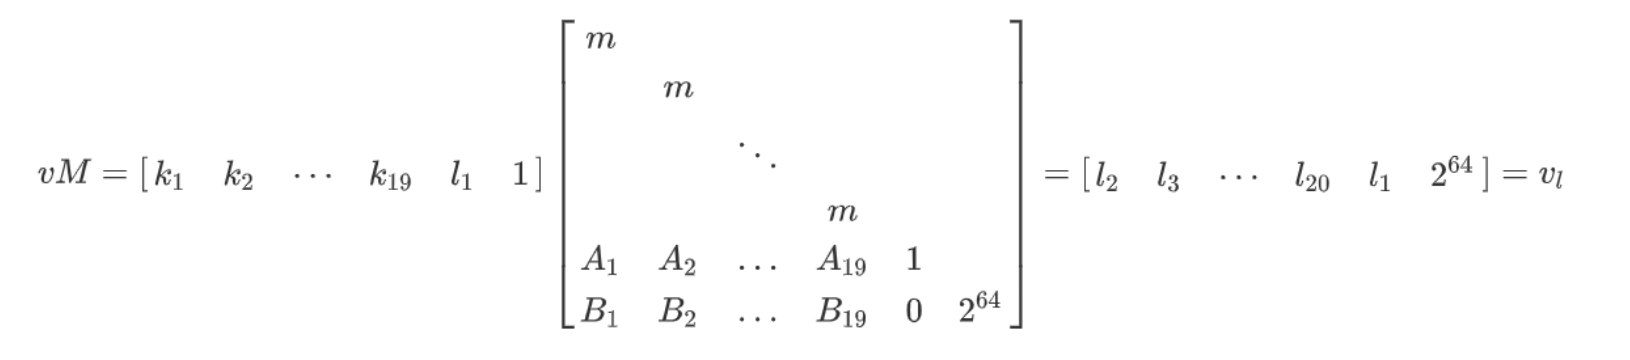 m
m
⋱
vM = [ k₁ k₂ ⋯ k₁₉ l₁ 1 ] = [ l₂ l₃ ⋯ l₂₀ l₁ 2⁶⁴ ] = vₗ
m
A₁ A₂ … A₁₉ 1
B₁ B₂ … B₁₉ 0 2⁶⁴